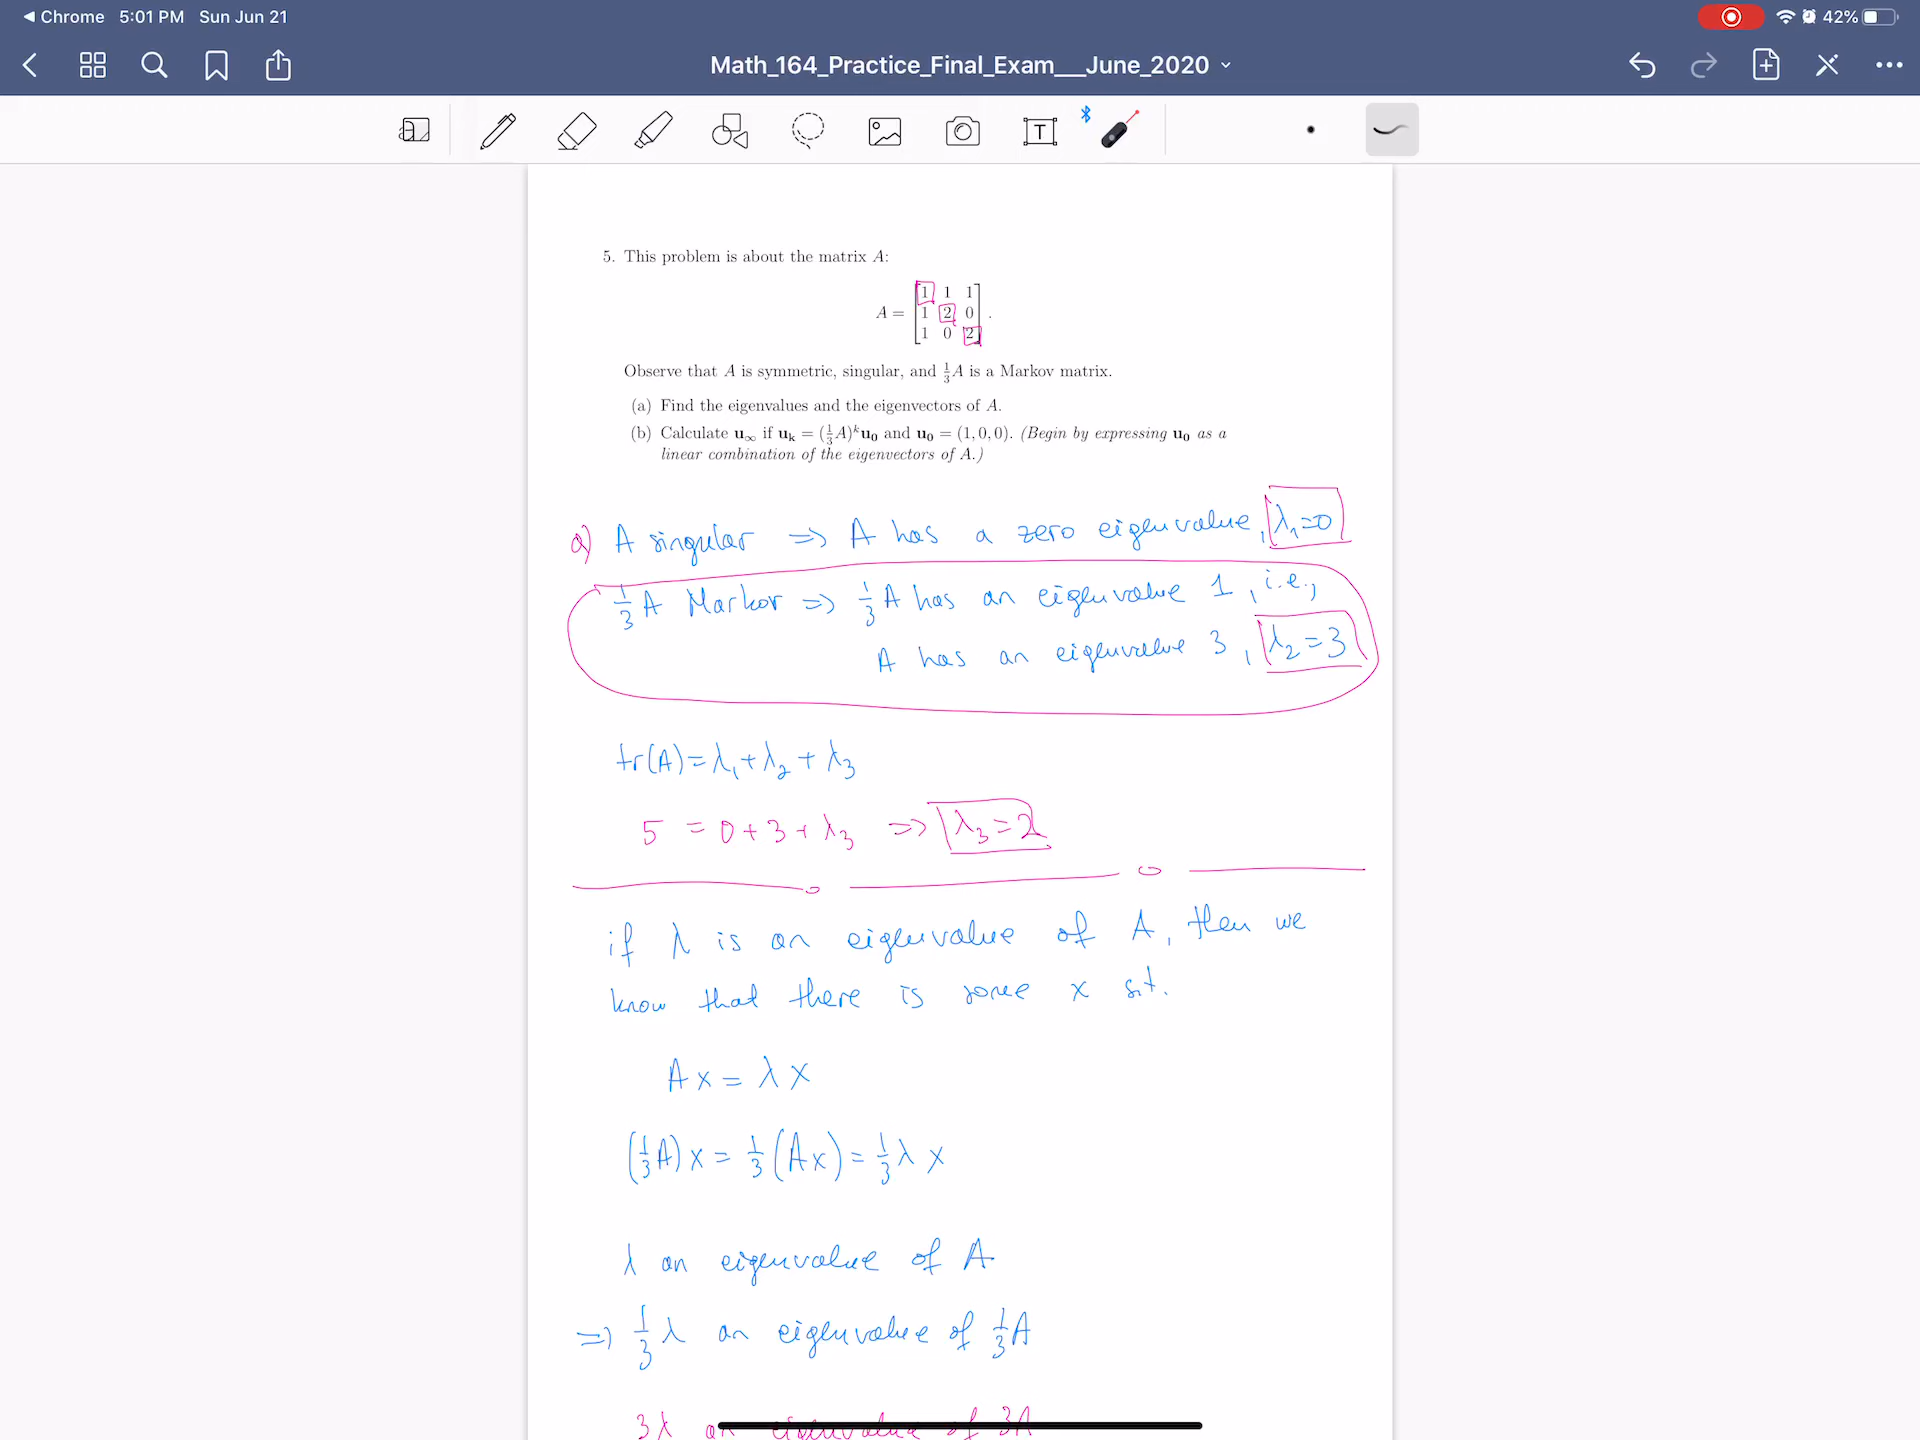 Chrome 5:01 PM Sun Jun 21 42%
Math_164_Practice_Final_Exam___June_2020
5. This problem is about the matrix A:
A = [1 1 1
1 2 0
1 0 2].
Observe that A is symmetric, singular, and 1/3 A is a Markov matrix.
(a) Find the eigenvalues and the eigenvectors of A.
(b) Calculate u∞ if uk = (1/3 A)^k u0 and u0 = (1, 0, 0). (Begin by expressing u0 as a
linear combination of the eigenvectors of A.)
a) A singular => A has a zero eigenvalue, λ1=0
1/3 A Markov => 1/3 A has an eigenvalue 1, i.e.,
A has an eigenvalue 3, λ2=3
tr(A)=λ1+λ2+λ3
5 = 0+3+λ3 => λ3=2
if λ is an eigenvalue of A, then we
know that there is some x s.t.
Ax = λx
(1/3 A)x = 1/3 (Ax) = 1/3 λ x
λ an eigenvalue of A
=> 1/3 λ an eigenvalue of 1/3 A
3λ an eigenvalue of 3A